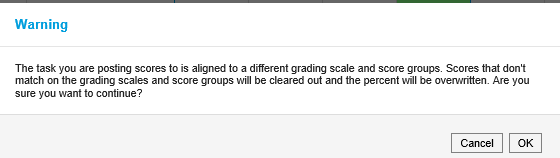 Warning
The task you are posting scores to is aligned to a different grading scale and score groups. Scores that don't
match on the grading scales and score groups will be cleared out and the percent will be overwritten. Are you
sure you want to continue?
Cancel OK